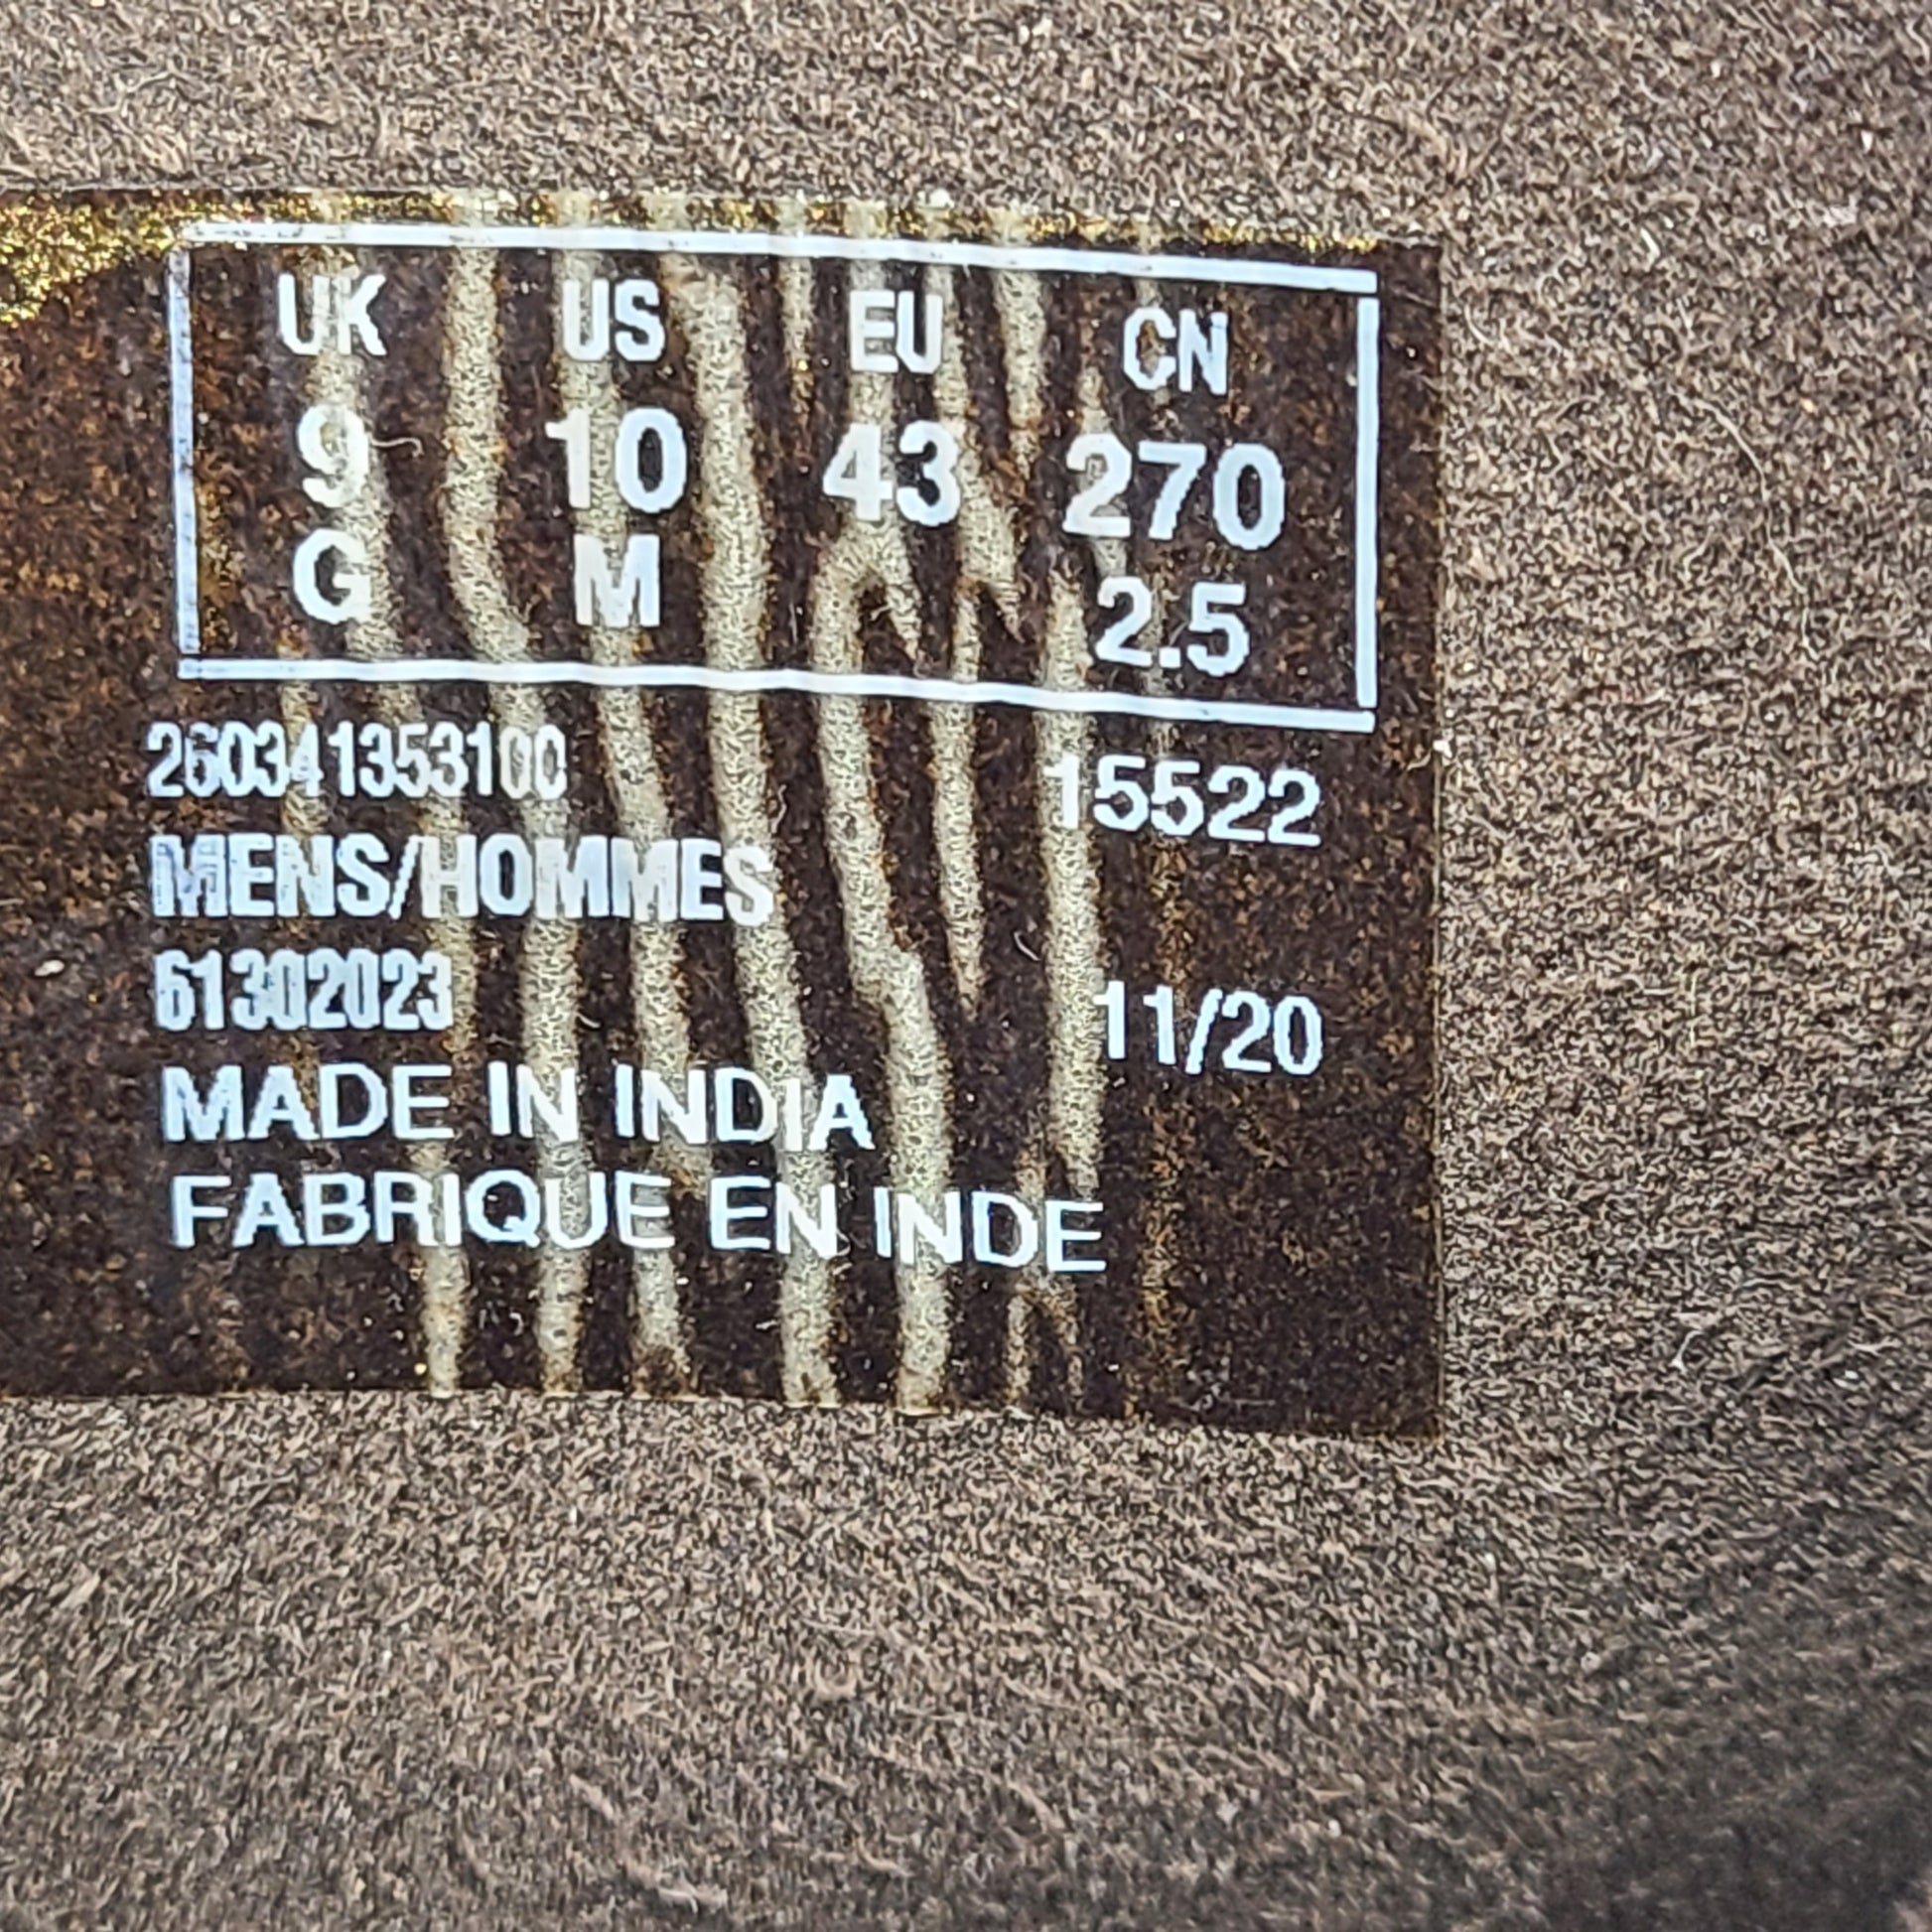 UK US EU CN
9 10 43 270
G M 2.5
260341353100 15522
MENS/HOMMES
61302023 11/20
MADE IN INDIA
FABRIQUE EN INDE